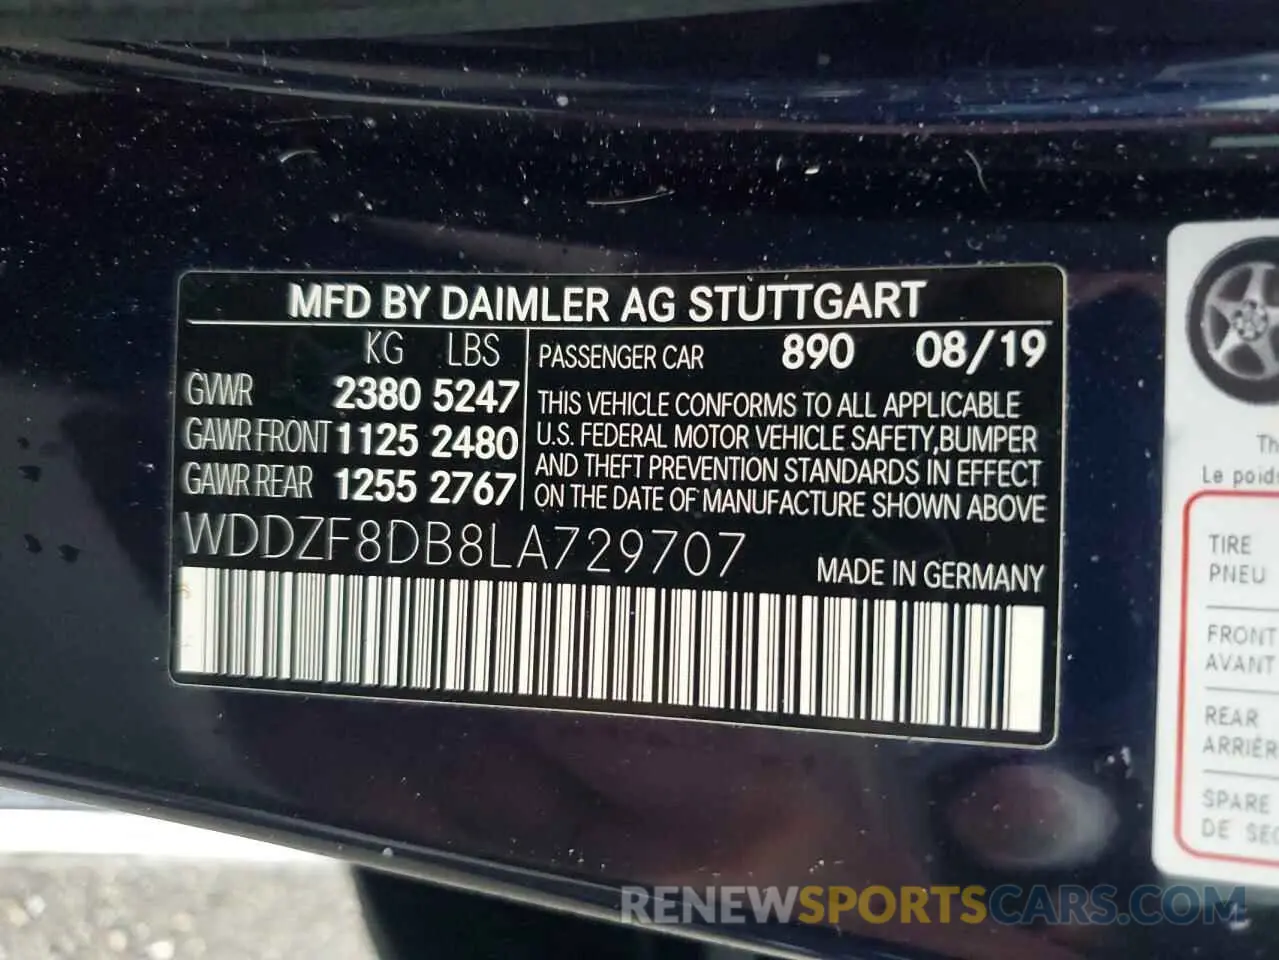 MFD BY DAIMLER AG STUTTGART
KG LBS
GVWR 2380 5247
GAWR FRONT 1125 2480
GAWR REAR 1255 2767
PASSENGER CAR 890 08/19
THIS VEHICLE CONFORMS TO ALL APPLICABLE
U.S. FEDERAL MOTOR VEHICLE SAFETY, BUMPER
AND THEFT PREVENTION STANDARDS IN EFFECT
ON THE DATE OF MANUFACTURE SHOWN ABOVE
WDDZF8DB8LA729707
MADE IN GERMANY
Le
TIRE
PNEU
FRONT
AVANT
REAR
SPARE
DE
RENEWSPORTSCARS.COM